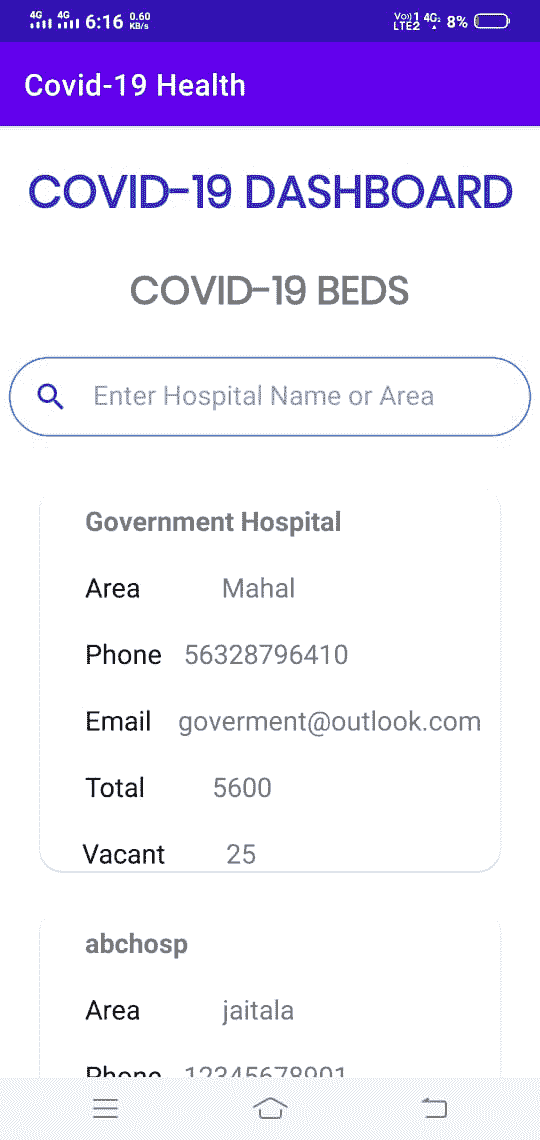 4G 4G 6:16 0.60 KB/s Vo))1 LTE2 4G2 8%
Covid-19 Health
COVID-19 DASHBOARD
COVID-19 BEDS
Enter Hospital Name or Area
Government Hospital
Area Mahal
Phone 56328796410
Email goverment@outlook.com
Total 5600
Vacant 25
abchosp
Area jaitala
Phone 12345678901